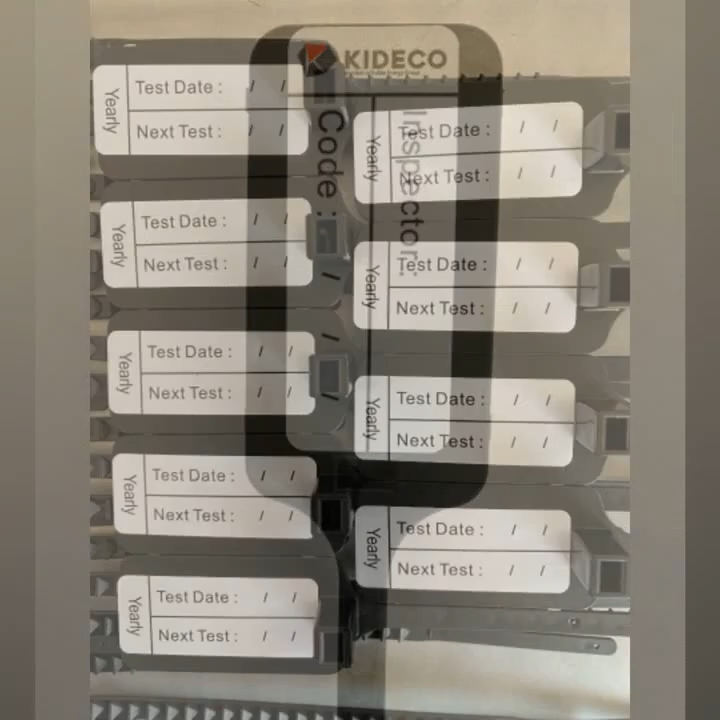 KIDECO
Inspector:
Code: / / /
Yearly
Test Date: / /
Next Test: / /
Yearly
Test Date: / /
Next Test: / /
Yearly
Test Date: / /
Next Test: / /
Yearly
Test Date: / /
Next Test: / /
Yearly
Test Date: / /
Next Test: / /
Yearly
Test Date: / /
Next Test: / /
Yearly
Test Date: / /
Next Test: / /
Yearly
Test Date: / /
Next Test: / /
Yearly
Test Date: / /
Next Test: / /